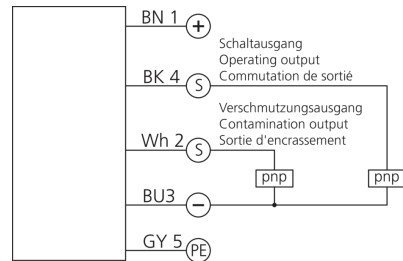 BN 1
+
Schaltausgang
Operating output
BK 4
S
Commutation de sortié
Verschmutzungsausgang
Contamination output
Wh 2
S
Sortie d'encrassement
pnp
pnp
BU3
−
GY 5
PE